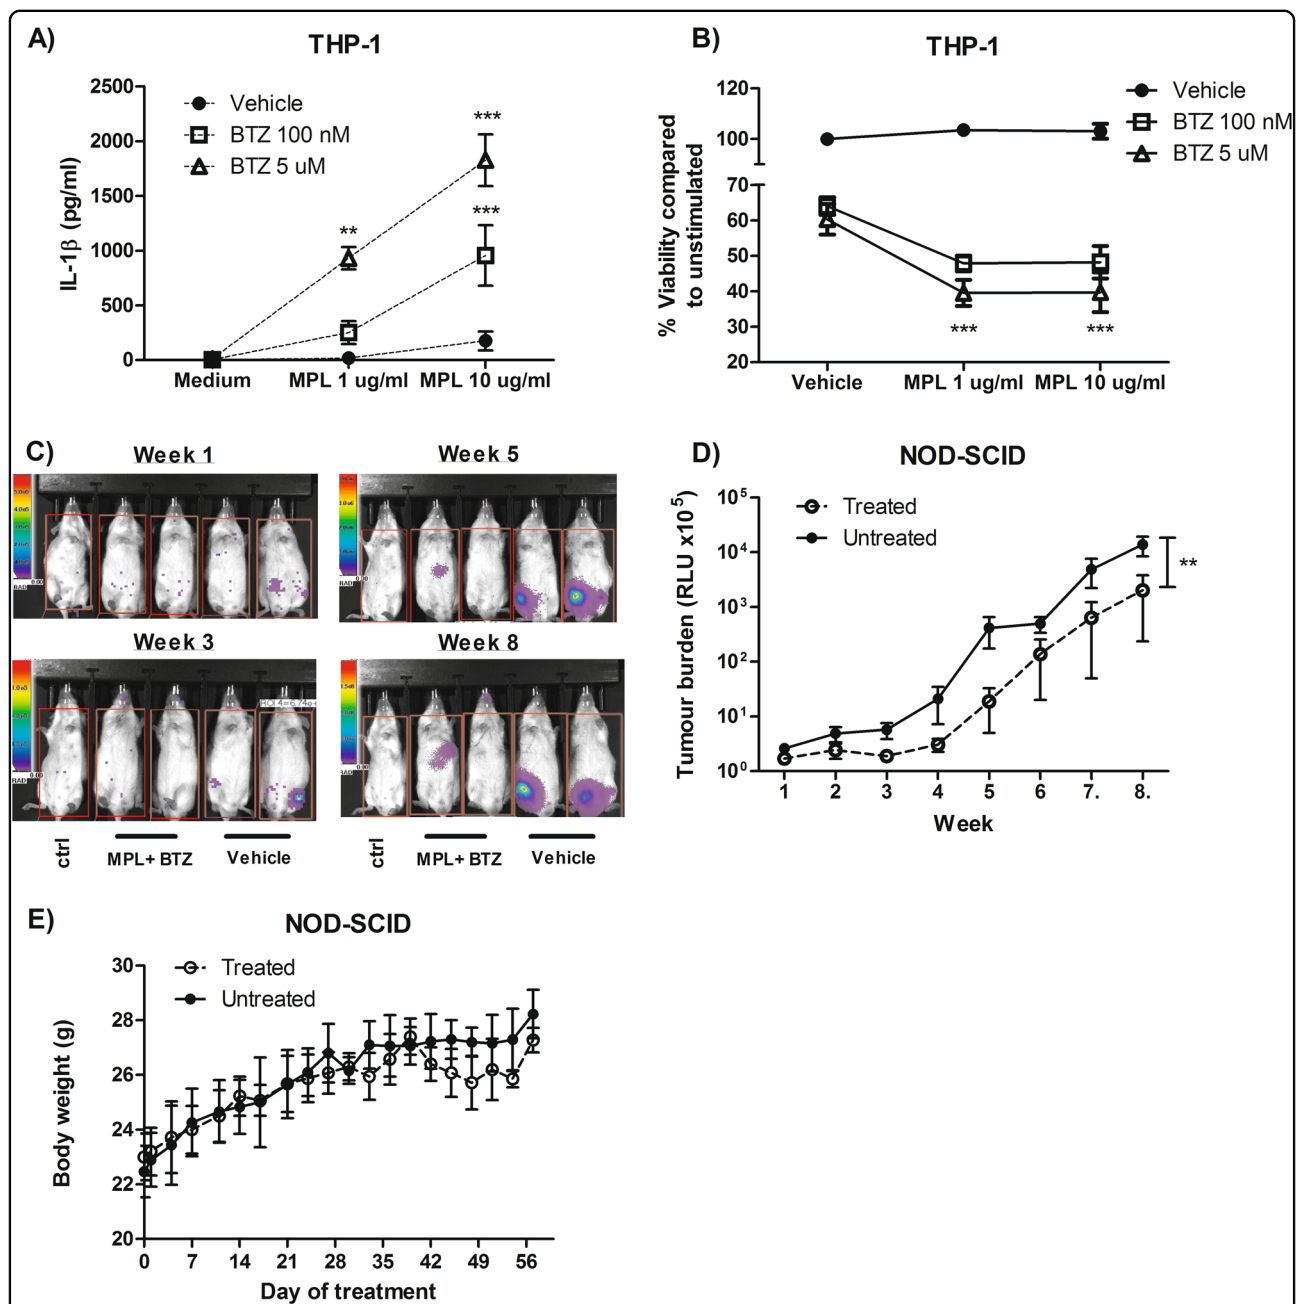 A)
THP-1
Vehicle
BTZ 100 nM
BTZ 5 uM
IL-1β (pg/ml)
2500
2000
1500
1000
500
0
**
***
***
Medium
MPL 1 ug/ml
MPL 10 ug/ml
B)
THP-1
Vehicle
BTZ 100 nM
BTZ 5 uM
% Viability compared
to unstimulated
120
100
70
60
50
40
30
20
***
***
Vehicle
MPL 1 ug/ml
MPL 10 ug/ml
C)
Week 1
Week 5
0.00
RAD
Week 3
Week 8
0.00
RAD
ctrl
MPL+ BTZ
Vehicle
ctrl
MPL+ BTZ
Vehicle
D)
NOD-SCID
Treated
Untreated
Tumour burden (RLU x10⁵)
10⁵
10⁴
10³
10²
10¹
10⁰
**
1
2
3
4
5
6
7.
8.
Week
E)
NOD-SCID
Treated
Untreated
Body weight (g)
30
28
26
24
22
20
0
7
14
21
28
35
42
49
56
Day of treatment